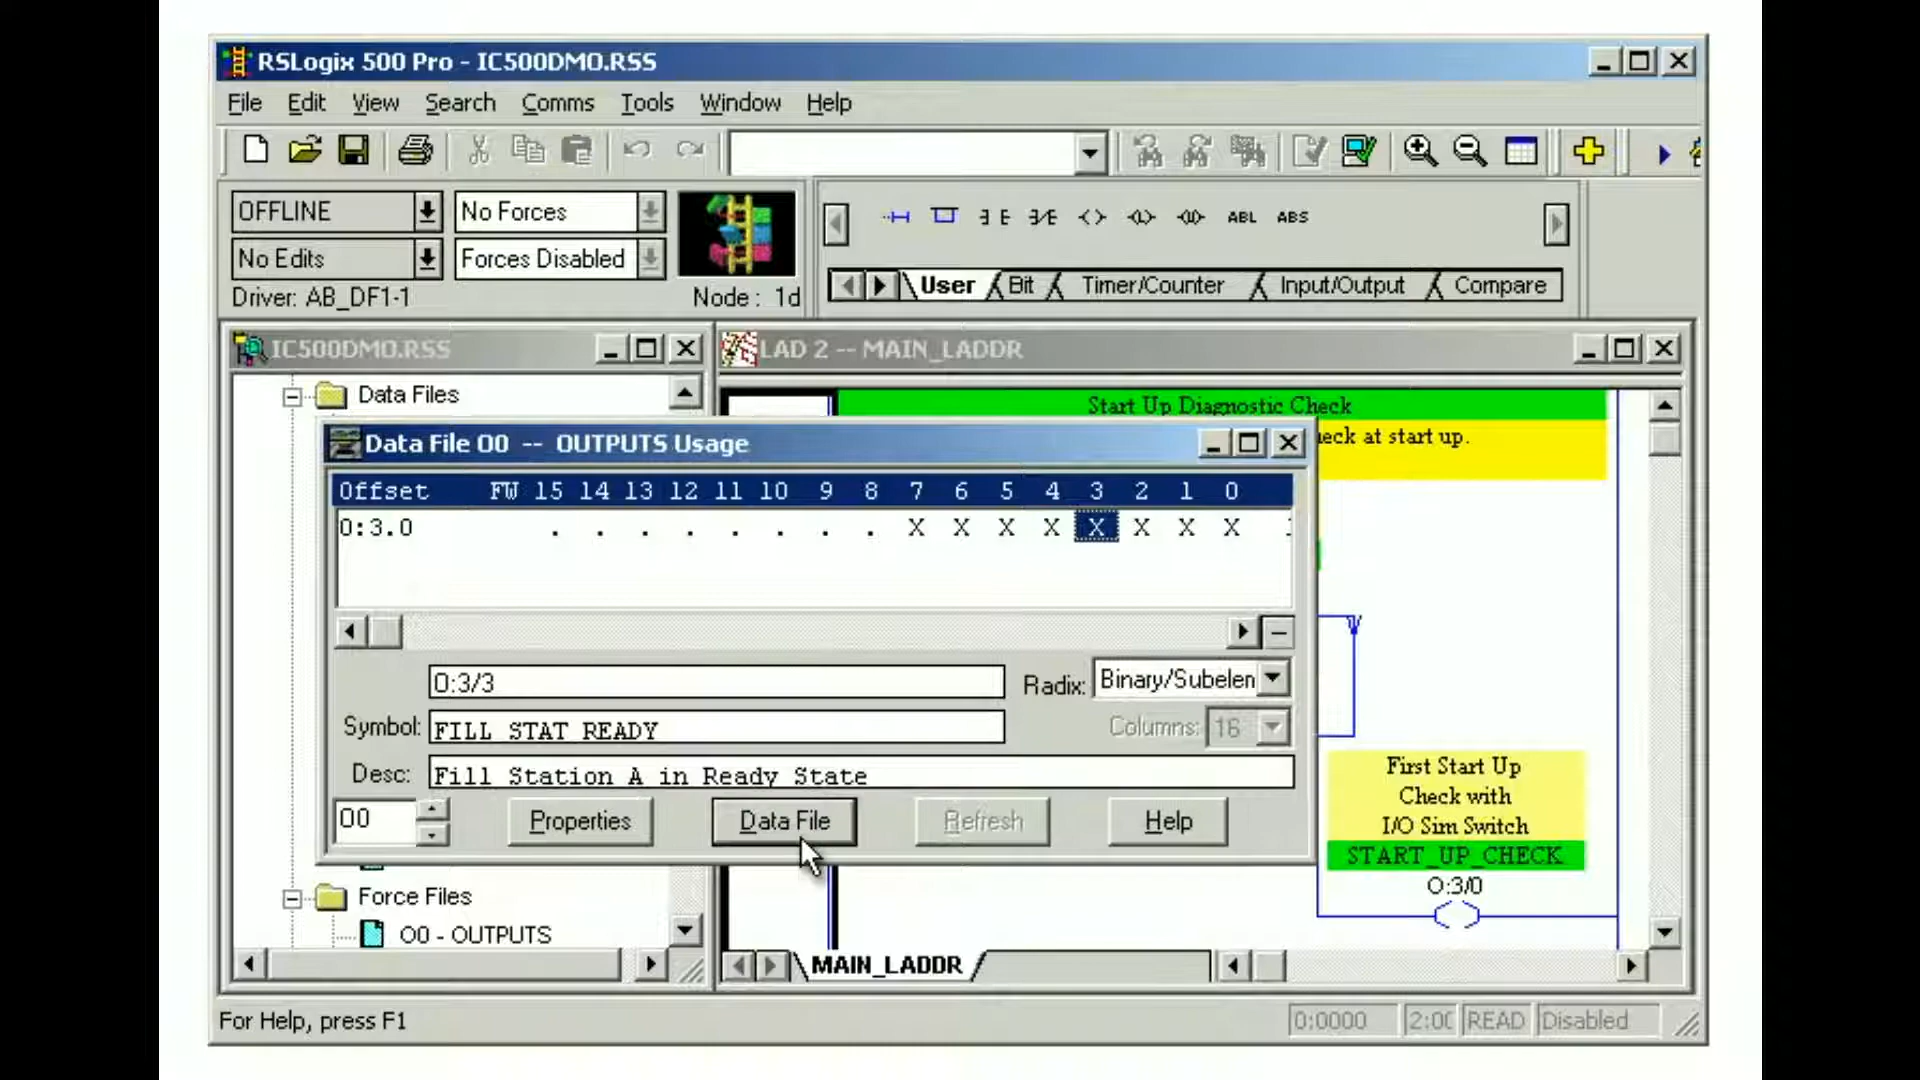 RSLogix 500 Pro - IC500DMO.RSS
File Edit View Search Comms Tools Window Help
OFFLINE No Forces
No Edits Forces Disabled
Driver: AB_DF1-1 Node : 1d
ABL ABS
User Bit Timer/Counter Input/Output Compare
IC500DMO.RSS
LAD 2 -- MAIN_LADDR
Data Files
Start Up Diagnostic Check
at start up.
Data File O0 -- OUTPUTS Usage
Offset FW 15 14 13 12 11 10 9 8 7 6 5 4 3 2 1 0
O:3.0 . . . . . . . . X X X X X X X X
O:3/3
Radix: Binary/Subelen
Symbol: FILL_STAT_READY
Columns: 16
Desc: Fill Station A in Ready State
O0 Properties Data File Refresh Help
First Start Up
Check with
I/O Sim Switch
START_UP_CHECK
O:3/0
Force Files
O0 - OUTPUTS
MAIN_LADDR
For Help, press F1
0:0000 READ Disabled